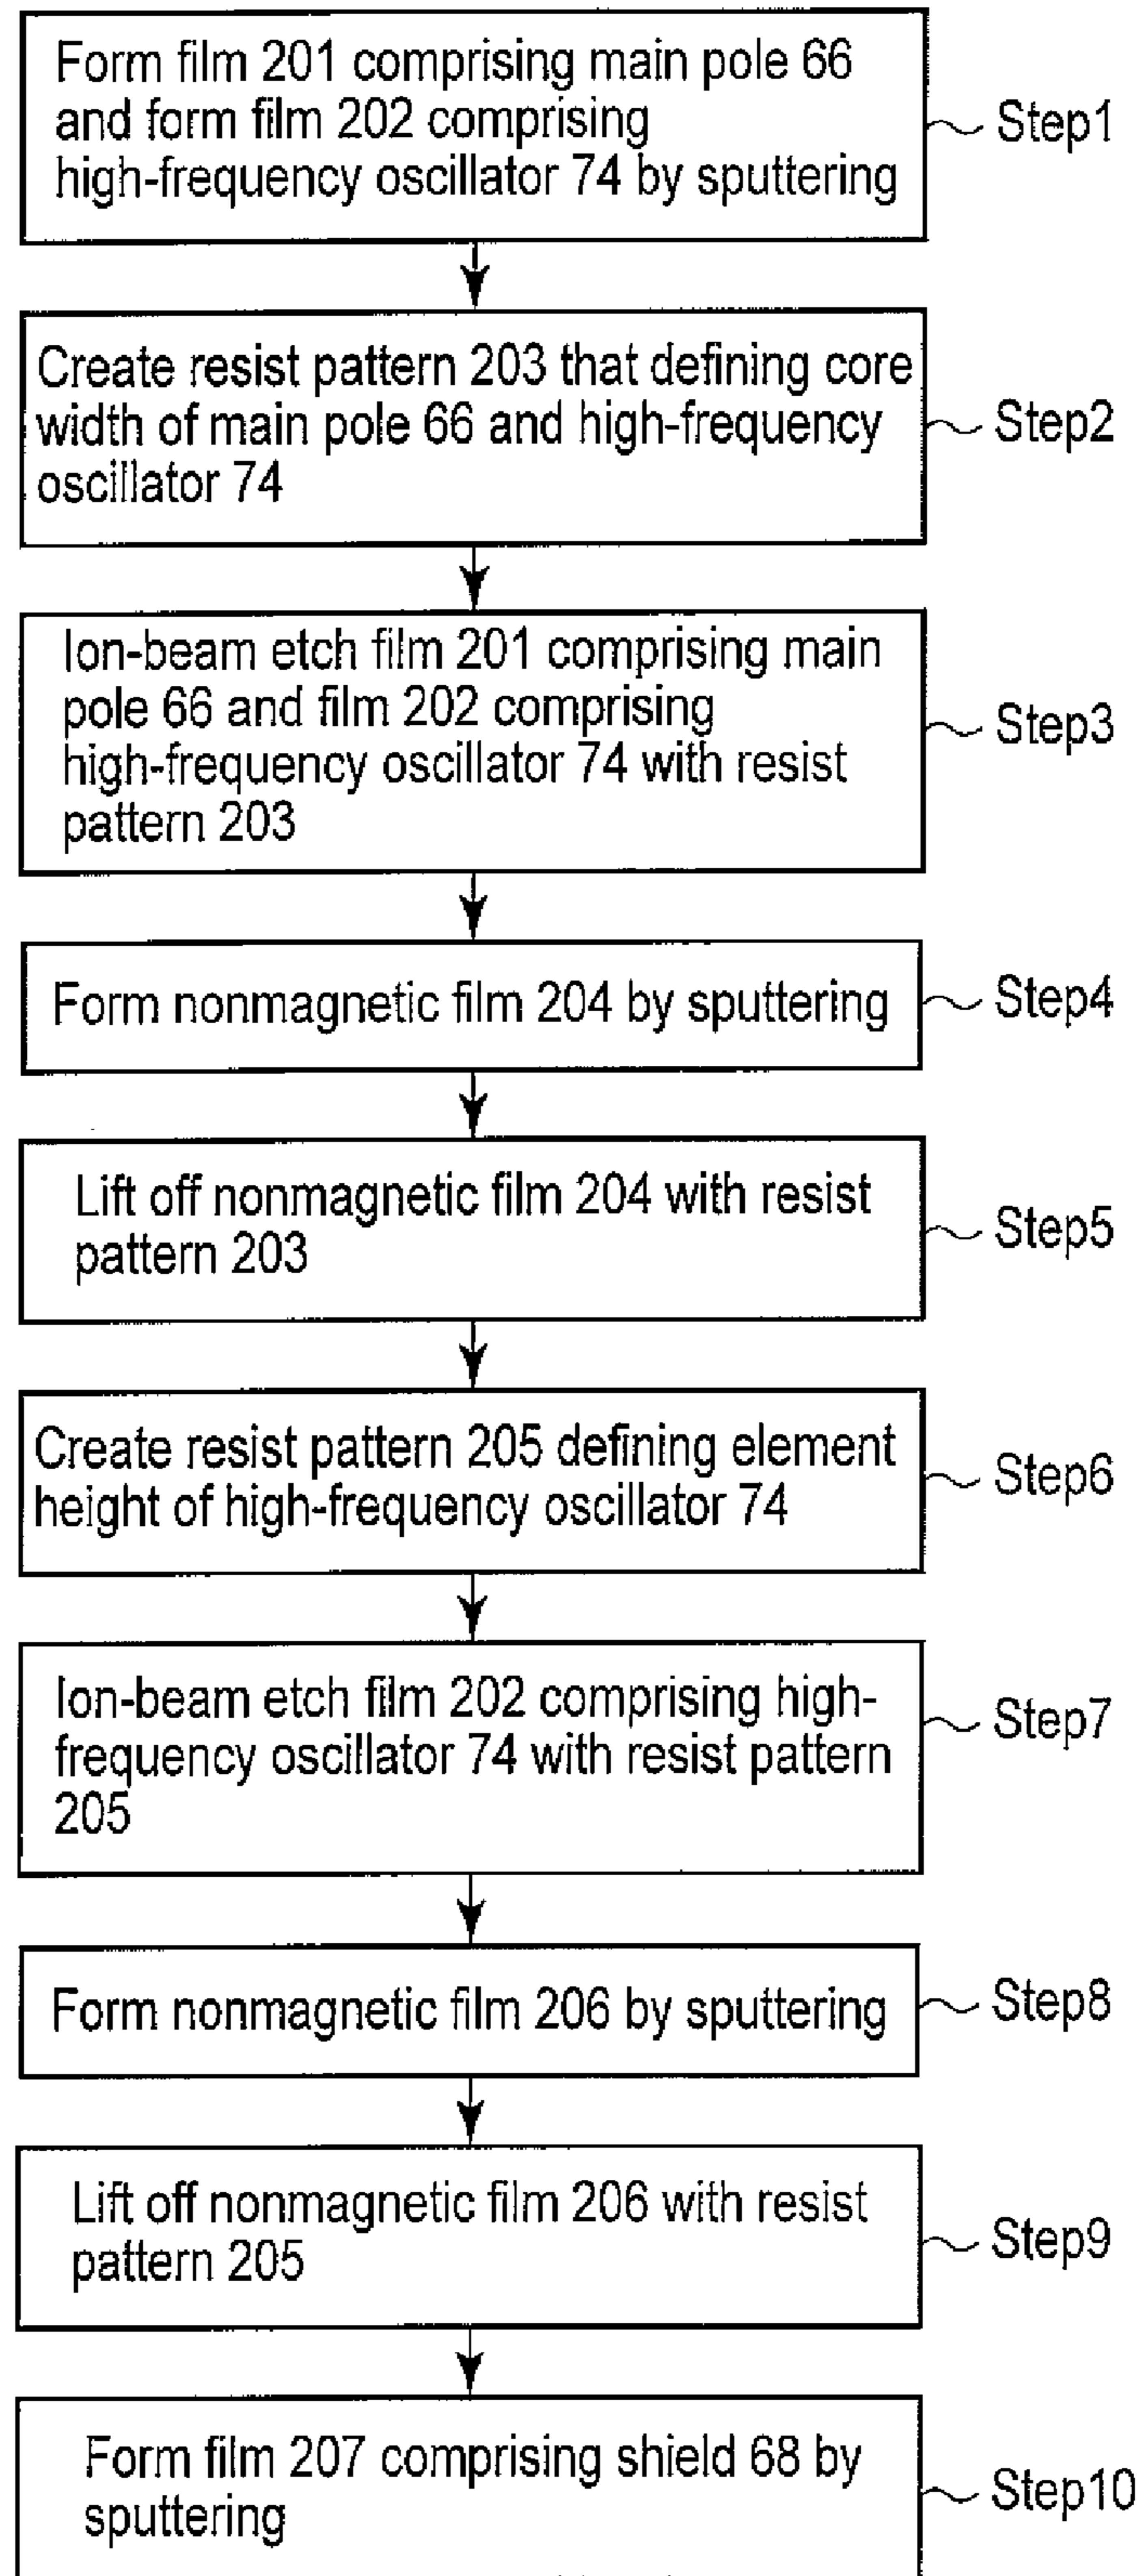 Form film 201 comprising main pole 66
and form film 202 comprising
high-frequency oscillator 74 by sputtering
Step1
Create resist pattern 203 that defining core
width of main pole 66 and high-frequency
oscillator 74
Step2
Ion-beam etch film 201 comprising main
pole 66 and film 202 comprising
high-frequency oscillator 74 with resist
pattern 203
Step3
Form nonmagnetic film 204 by sputtering
Step4
Lift off nonmagnetic film 204 with resist
pattern 203
Step5
Create resist pattern 205 defining element
height of high-frequency oscillator 74
Step6
Ion-beam etch film 202 comprising high-
frequency oscillator 74 with resist pattern
205
Step7
Form nonmagnetic film 206 by sputtering
Step8
Lift off nonmagnetic film 206 with resist
pattern 205
Step9
Form film 207 comprising shield 68 by
sputtering
Step10